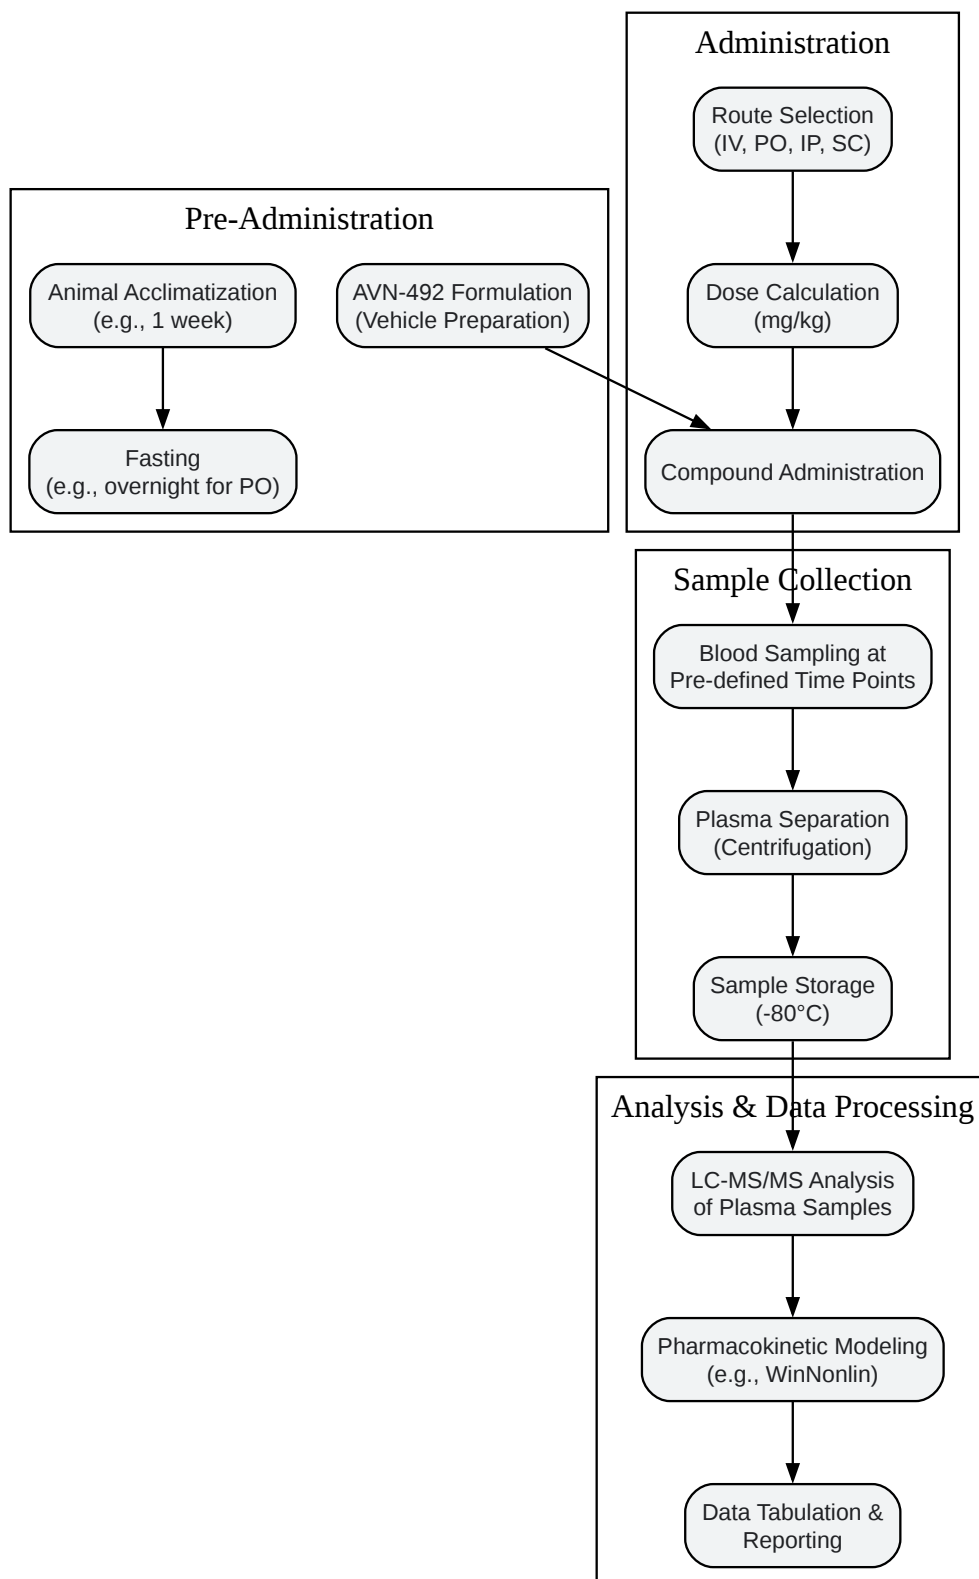 Administration
Route Selection
(IV, PO, IP, SC)
Pre-Administration
Animal Acclimatization
(e.g., 1 week)
AVN-492 Formulation
(Vehicle Preparation)
Dose Calculation
(mg/kg)
Fasting
(e.g., overnight for PO)
Compound Administration
Sample Collection
Blood Sampling at
Pre-defined Time Points
Plasma Separation
(Centrifugation)
Sample Storage
(-80°C)
Analysis & Data Processing
LC-MS/MS Analysis
of Plasma Samples
Pharmacokinetic Modeling
(e.g., WinNonlin)
Data Tabulation &
Reporting